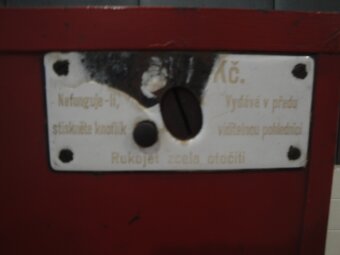 Kč.
Nefunguje-li, Vydává v předu
stiskněte knoflík viditelnou pohlednici
Rukojeť zcela otočiti